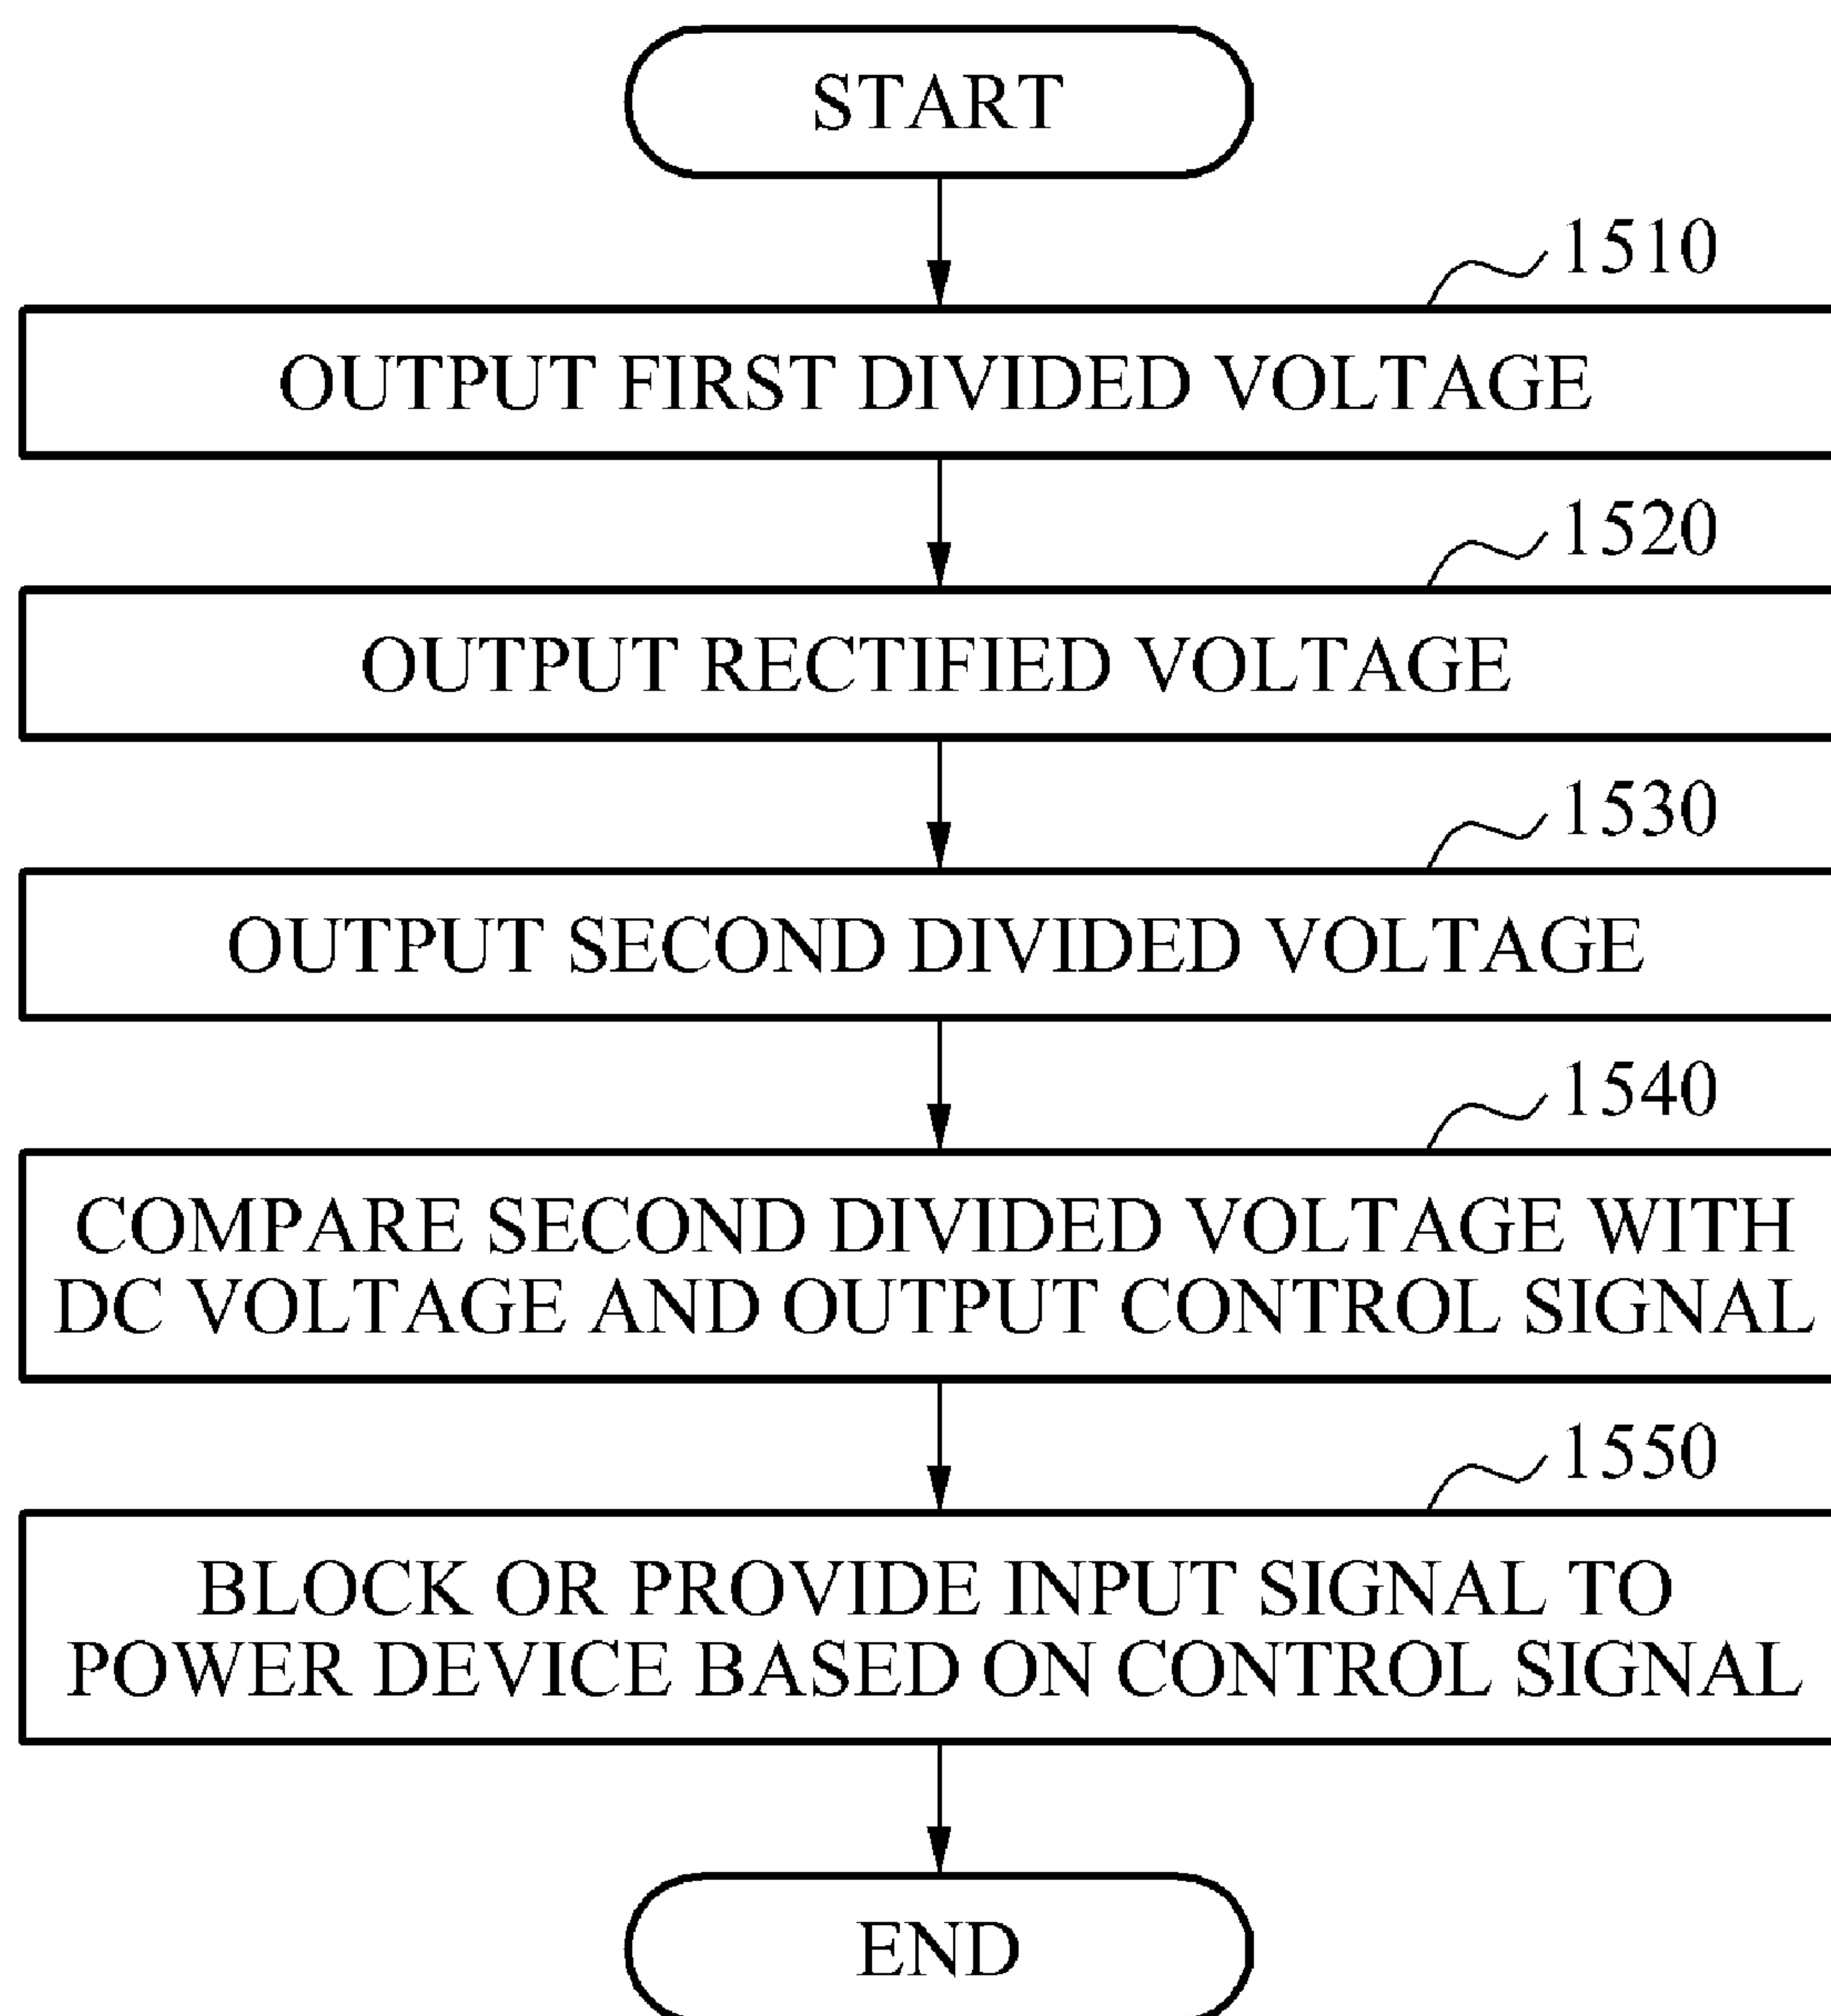 START
1510
OUTPUT FIRST DIVIDED VOLTAGE
1520
OUTPUT RECTIFIED VOLTAGE
1530
OUTPUT SECOND DIVIDED VOLTAGE
1540
COMPARE SECOND DIVIDED VOLTAGE WITH
DC VOLTAGE AND OUTPUT CONTROL SIGNAL
1550
BLOCK OR PROVIDE INPUT SIGNAL TO
POWER DEVICE BASED ON CONTROL SIGNAL
END